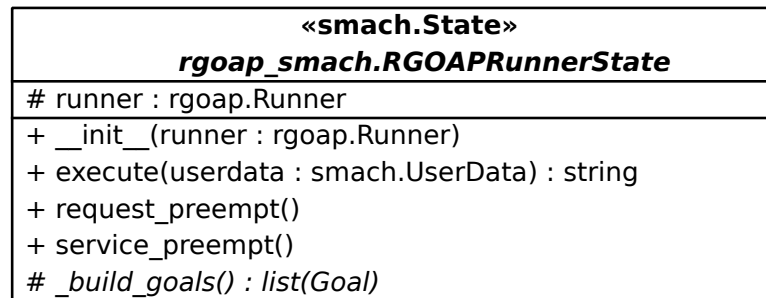 «smach.State»
rgoap_smach.RGOAPRunnerState
# runner : rgoap.Runner
+ __init__(runner : rgoap.Runner)
+ execute(userdata : smach.UserData) : string
+ request_preempt()
+ service_preempt()
# _build_goals() : list(Goal)